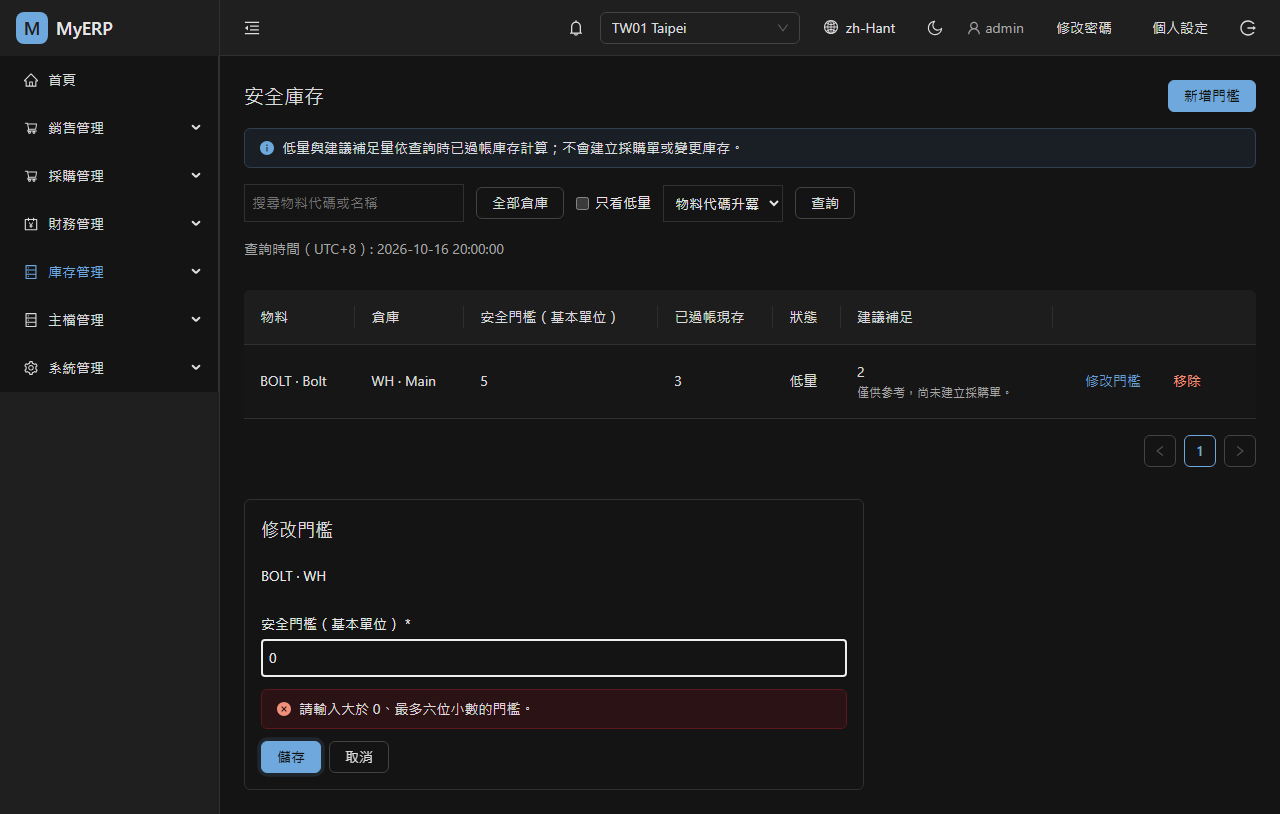 M MyERP
TW01 Taipei
zh-Hant
admin
修改密碼
個人設定
首頁
銷售管理
採購管理
財務管理
庫存管理
主檔管理
系統管理
安全庫存
新增門檻
低量與建議補足量依查詢時已過帳庫存計算；不會建立採購單或變更庫存。
搜尋物料代碼或名稱
全部倉庫
只看低量
物料代碼升冪
查詢
查詢時間（UTC+8）: 2026-10-16 20:00:00
物料 倉庫 安全門檻（基本單位） 已過帳現存 狀態 建議補足
BOLT · Bolt WH · Main 5 3 低量 2
僅供參考，尚未建立採購單。
修改門檻 移除
1
修改門檻
BOLT · WH
安全門檻（基本單位） *
0
請輸入大於 0、最多六位小數的門檻。
儲存 取消